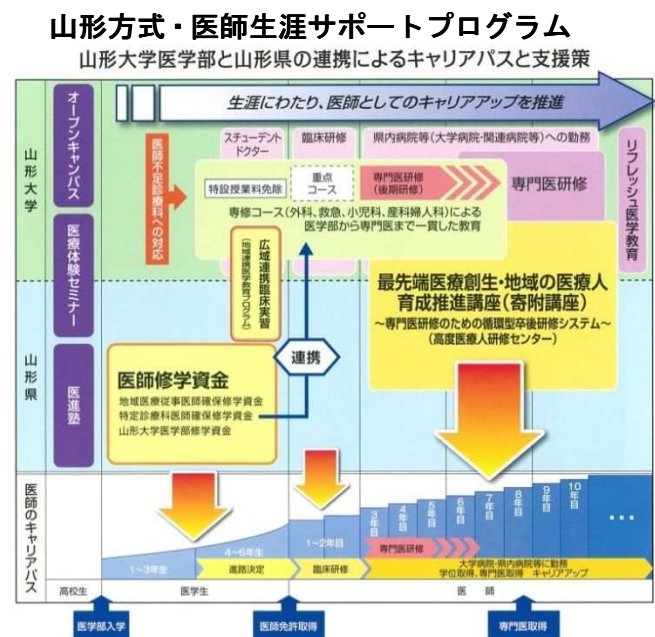 山形方式・医師生涯サポートプログラム
山形大学医学部と山形県の連携によるキャリアパスと支援策
生涯にわたり、医師としてのキャリアアップを推進
山形大学
オープンキャンパス
医師不足診療科への対応
スチューデント
ドクター
臨床研修
県内病院等(大学病院・関連病院等)への勤務
リフレッシュ医学教育
特設授業料免除
重点
コース
専門医研修
(後期研修)
専門医研修
専修コース(外科、救急、小児科、産科婦人科)による
医学部から専門医まで一貫した教育
医療体験セミナー
広域連携臨床実習
(地域連携医学教育プログラム)
最先端医療創生・地域の医療人
育成推進講座(寄附講座)
~専門医研修のための循環型卒後研修システム~
(高度医療人研修センター)
山形県
医進塾
連携
医師修学資金
地域医療従事医師確保修学資金
特定診療科医師確保修学資金
山形大学医学部修学資金
医師のキャリアパス
1~3年生
4~6年生
進路決定
1~2年目
臨床研修
3年目
4年目
5年目
6年目
7年目
8年目
9年目
10年目
・・・
専門医研修
大学病院・県内病院等に勤務
学位取得、専門医取得 キャリアアップ
高校生
医学生
医 師
医学部入学
医師免許取得
専門医取得